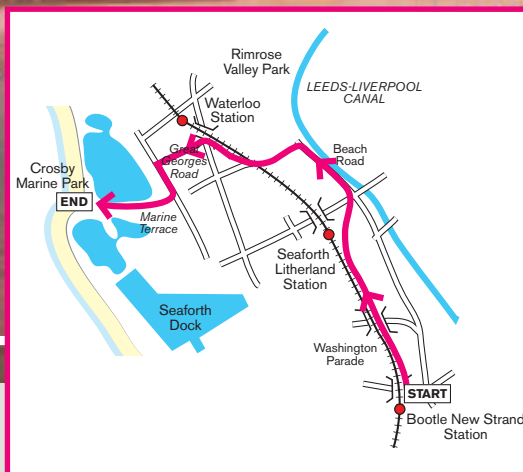 Rimrose
Valley Park
LEEDS-LIVERPOOL
CANAL
Waterloo
Station
Great
Georges
Road
Beach
Road
Crosby
Marine Park
END
Marine
Terrace
Seaforth
Litherland
Station
Seaforth
Dock
Washington
Parade
START
Bootle New Strand
Station